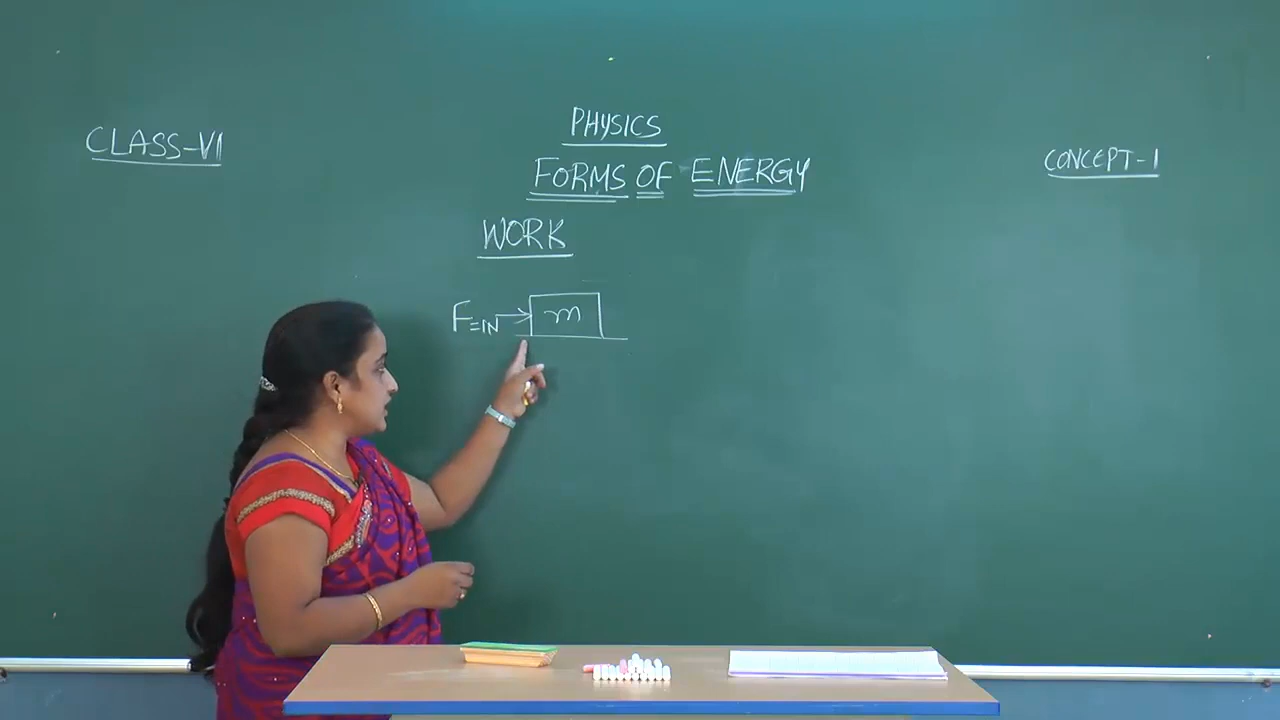 PHYSICS
CLASS-VI
FORMS OF ENERGY
CONCEPT-1
WORK
F=1N → m